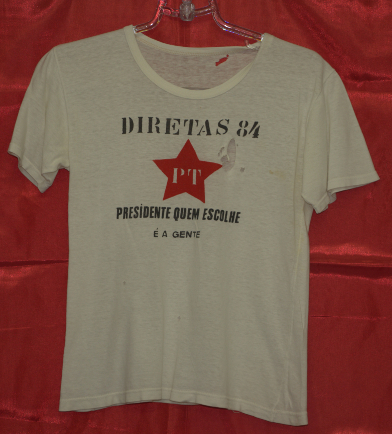 DIRETAS 84
PT
PRESIDENTE QUEM ESCOLHE
É A GENTE